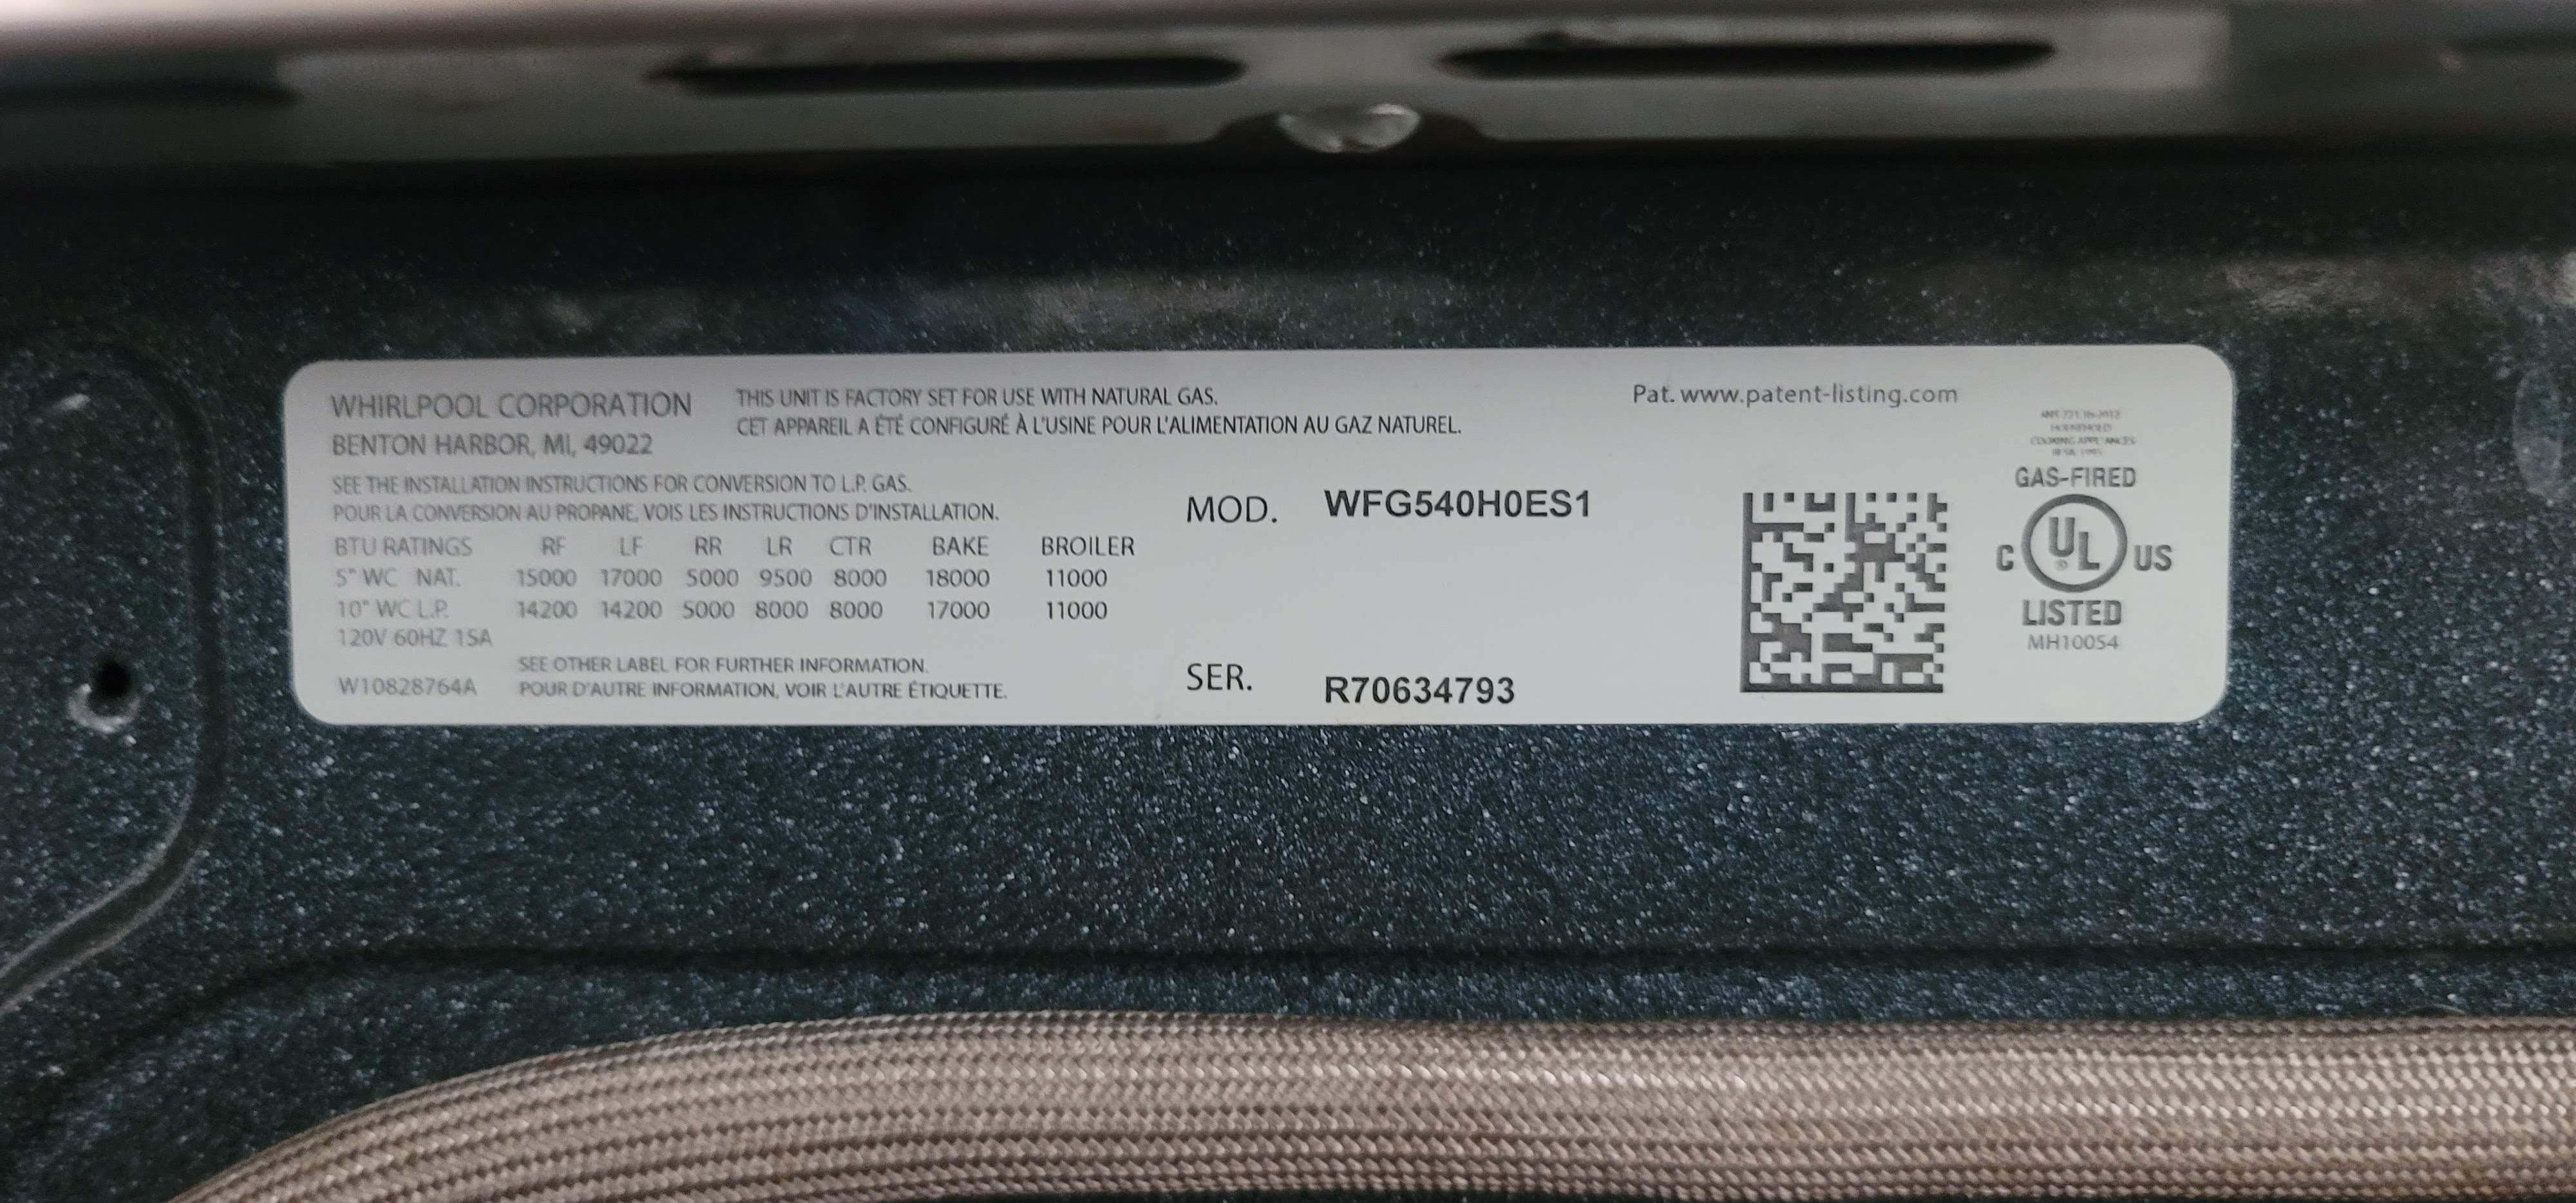 WHIRLPOOL CORPORATION
BENTON HARBOR, MI, 49022
THIS UNIT IS FACTORY SET FOR USE WITH NATURAL GAS.
CET APPAREIL A ÉTÉ CONFIGURÉ À L'USINE POUR L'ALIMENTATION AU GAZ NATUREL.
Pat. www.patent-listing.com
SEE THE INSTALLATION INSTRUCTIONS FOR CONVERSION TO L.P. GAS.
POUR LA CONVERSION AU PROPANE, VOIS LES INSTRUCTIONS D'INSTALLATION.
BTU RATINGS RF LF RR LR CTR BAKE BROILER
5" WC NAT. 15000 17000 5000 9500 8000 18000 11000
10" WC L.P. 14200 14200 5000 8000 8000 17000 11000
120V 60HZ 15A
W10828764A
SEE OTHER LABEL FOR FURTHER INFORMATION.
POUR D'AUTRE INFORMATION, VOIR L'AUTRE ÉTIQUETTE.
MOD. WFG540H0ES1
SER. R70634793
HOUSEHOLD
COOKING APPLIANCES
GAS-FIRED
C UL ® US
LISTED
MH10054